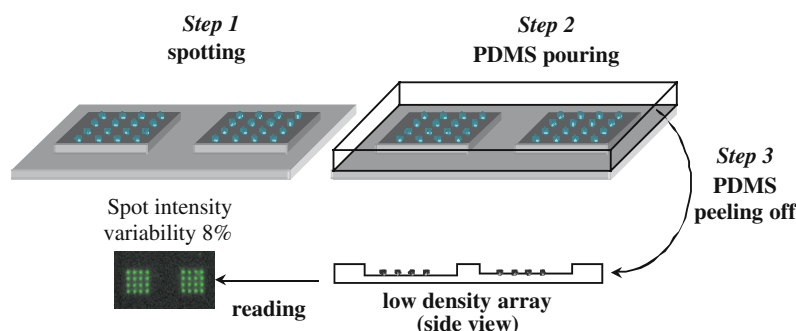 Step 1
spotting
Step 2
PDMS pouring
Step 3
PDMS
peeling off
Spot intensity
variability 8%
reading
low density array
(side view)